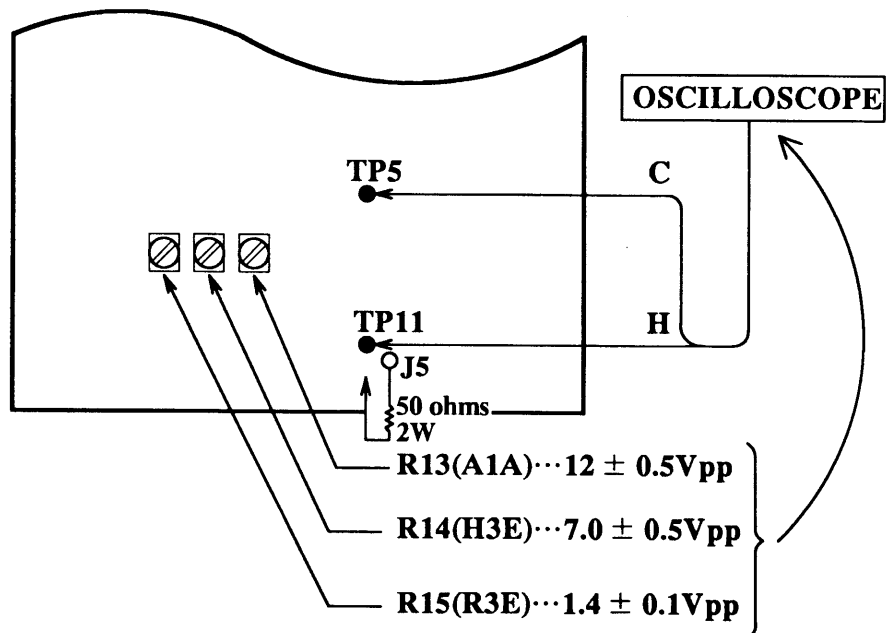 OSCILLOSCOPE
TP5
C
TP11
H
J5
50 ohms
2W
R13(A1A)···12 ± 0.5Vpp
R14(H3E)···7.0 ± 0.5Vpp
R15(R3E)···1.4 ± 0.1Vpp